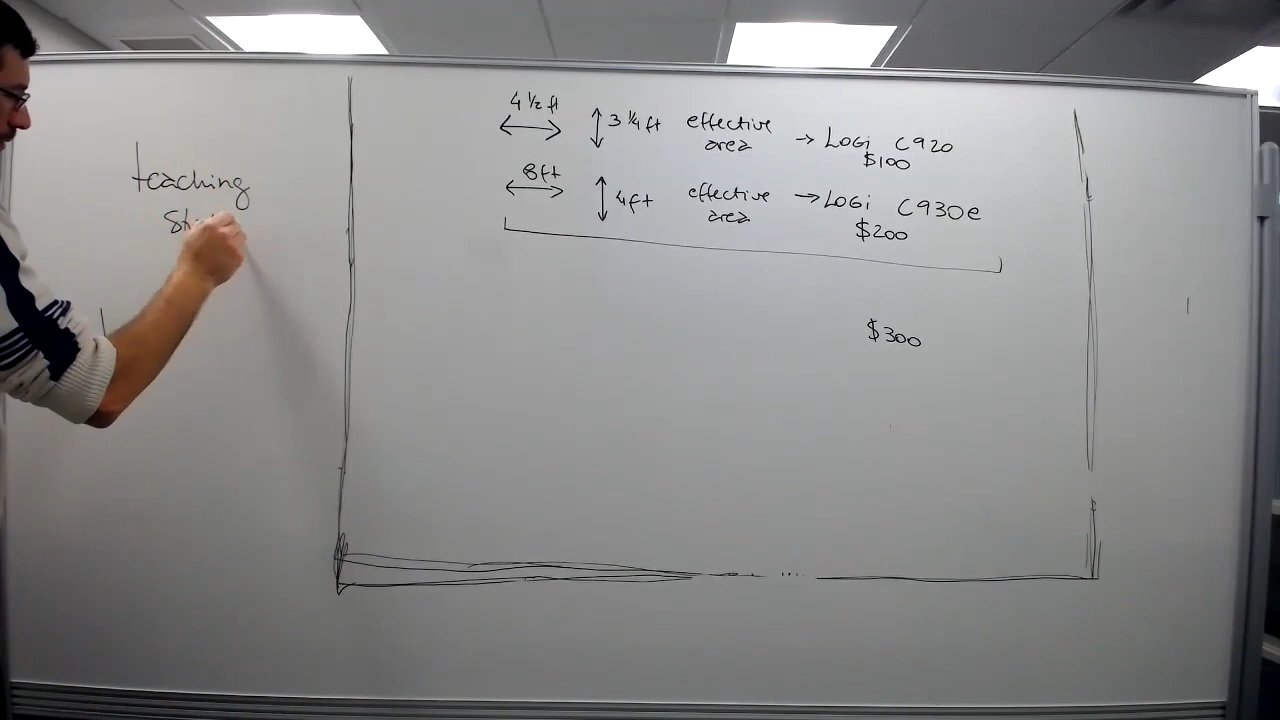 teaching
4 1/2 ft 3 1/4 ft effective area → Logi C920
$100
8ft 4ft effective area → Logi C930e
$200
$300